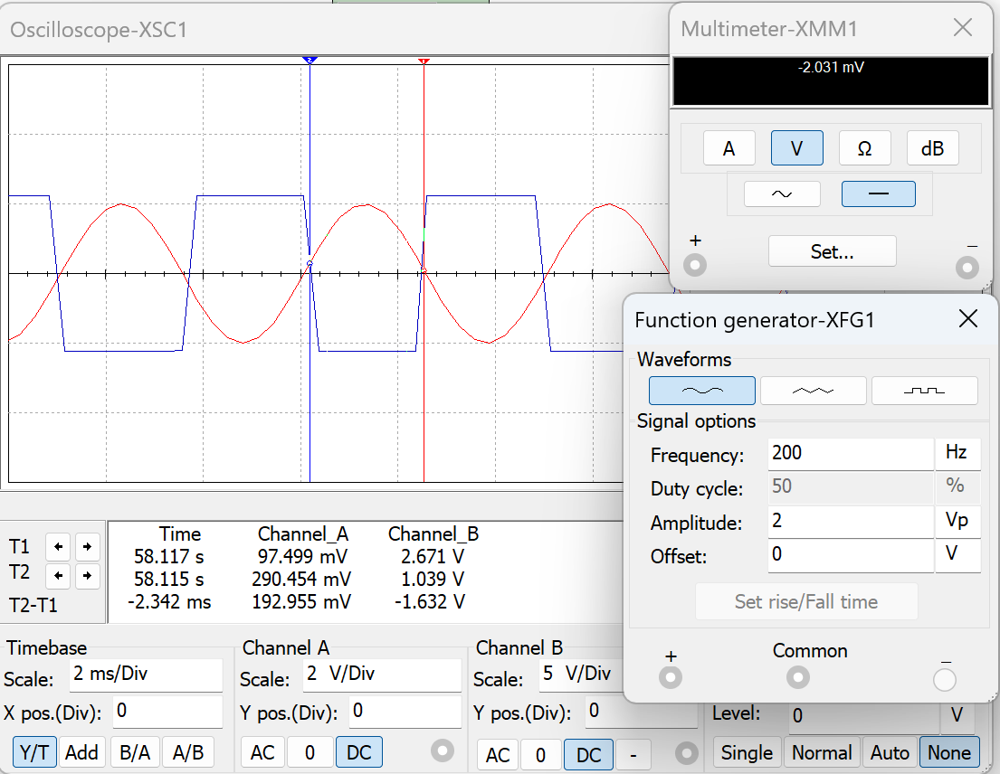 Oscilloscope-XSC1
2
1
Multimeter-XMM1
-2.031 mV
A V Ω dB
+ −
Set...
Function generator-XFG1
Waveforms
Signal options
Frequency: 200 Hz
Duty cycle: 50 %
Amplitude: 2 Vp
Offset: 0 V
Set rise/Fall time
+ Common −
Time Channel_A Channel_B
T1 58.117 s 97.499 mV 2.671 V
T2 58.115 s 290.454 mV 1.039 V
T2-T1 -2.342 ms 192.955 mV -1.632 V
Timebase
Scale: 2 ms/Div
X pos.(Div): 0
Y/T Add B/A A/B
Channel A
Scale: 2 V/Div
Y pos.(Div): 0
AC 0 DC
Channel B
Scale: 5 V/Div
Y pos.(Div): 0
AC 0 DC -
Level: 0 V
Single Normal Auto None